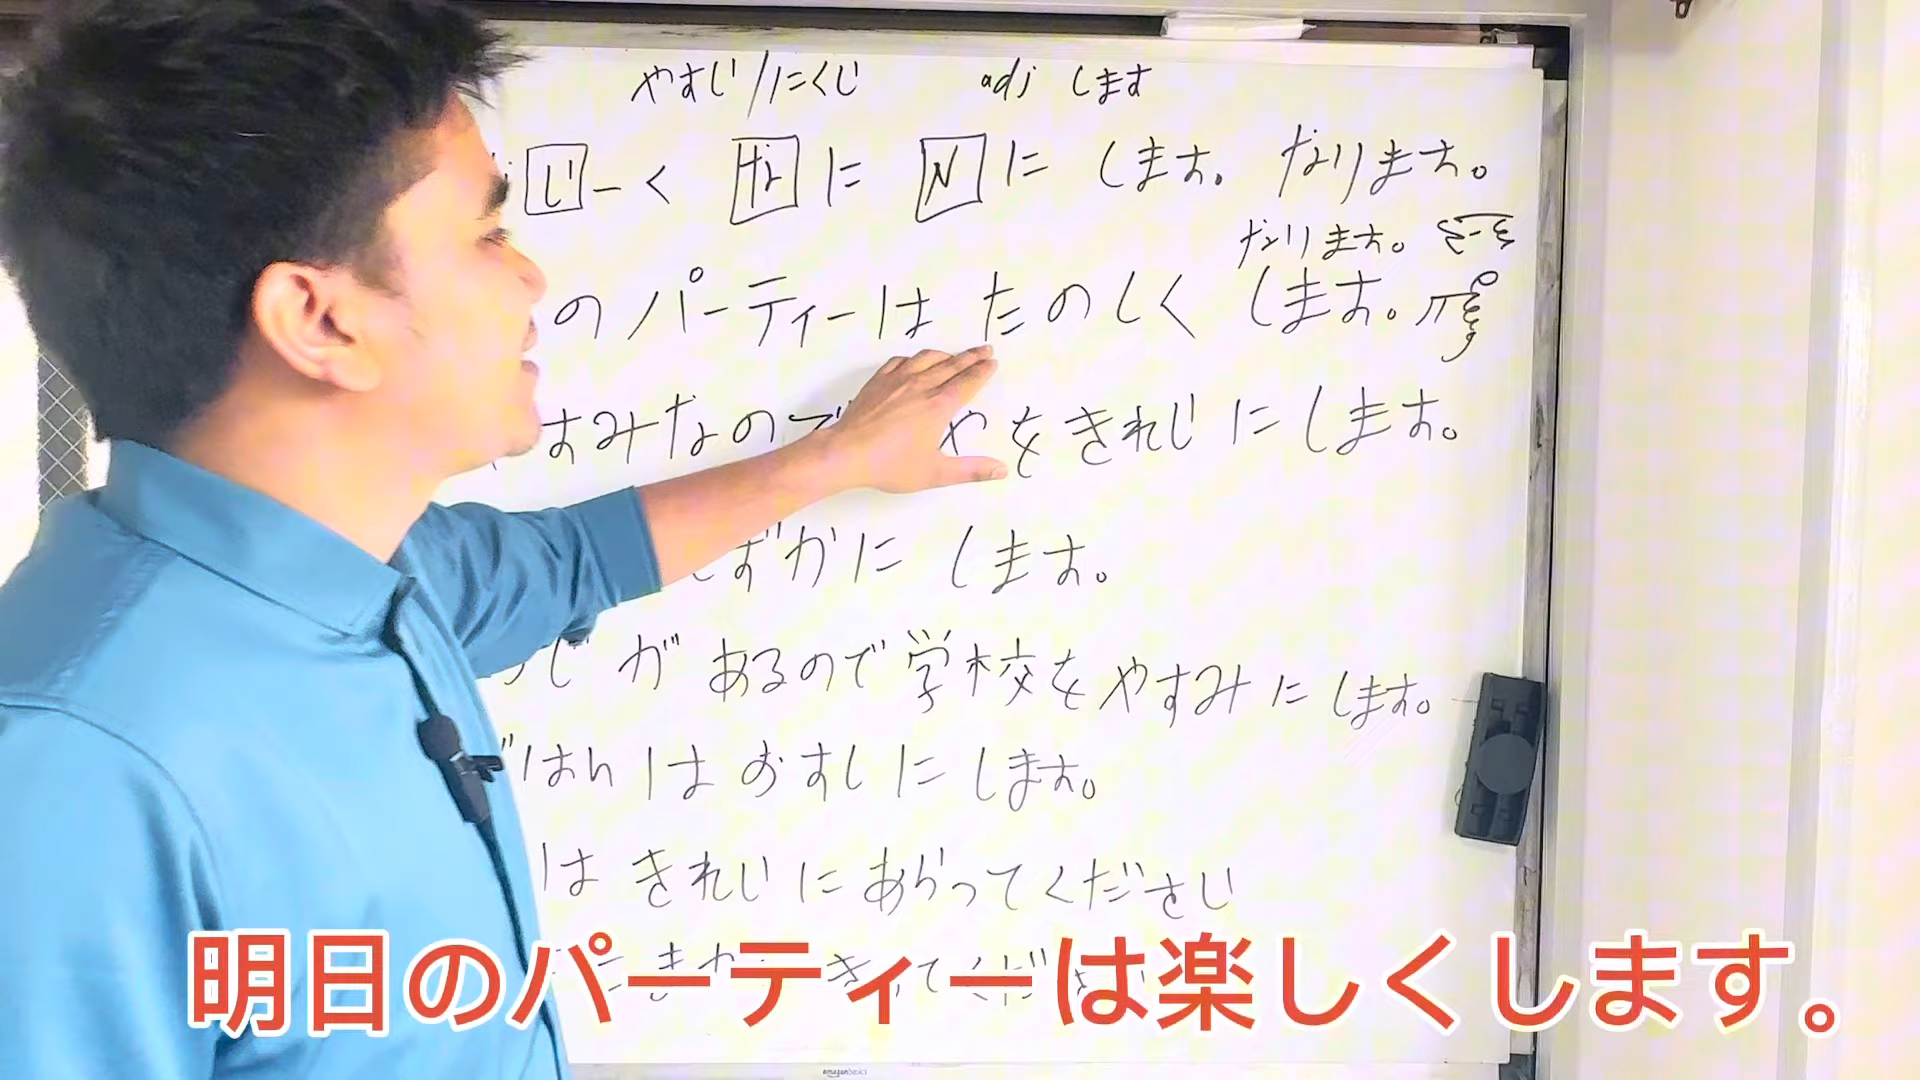 やすい/にくい adj します
い-く なに Nに します。なります。
なります。
のパーティーは たのしく します。
すみなので やをきれいにします。
ずかに します。
が あるので学校をやすみにします。
ごはんは おすしにします。
は きれいにあらってください
明日のパーティーは楽しくします。
amazonbasics